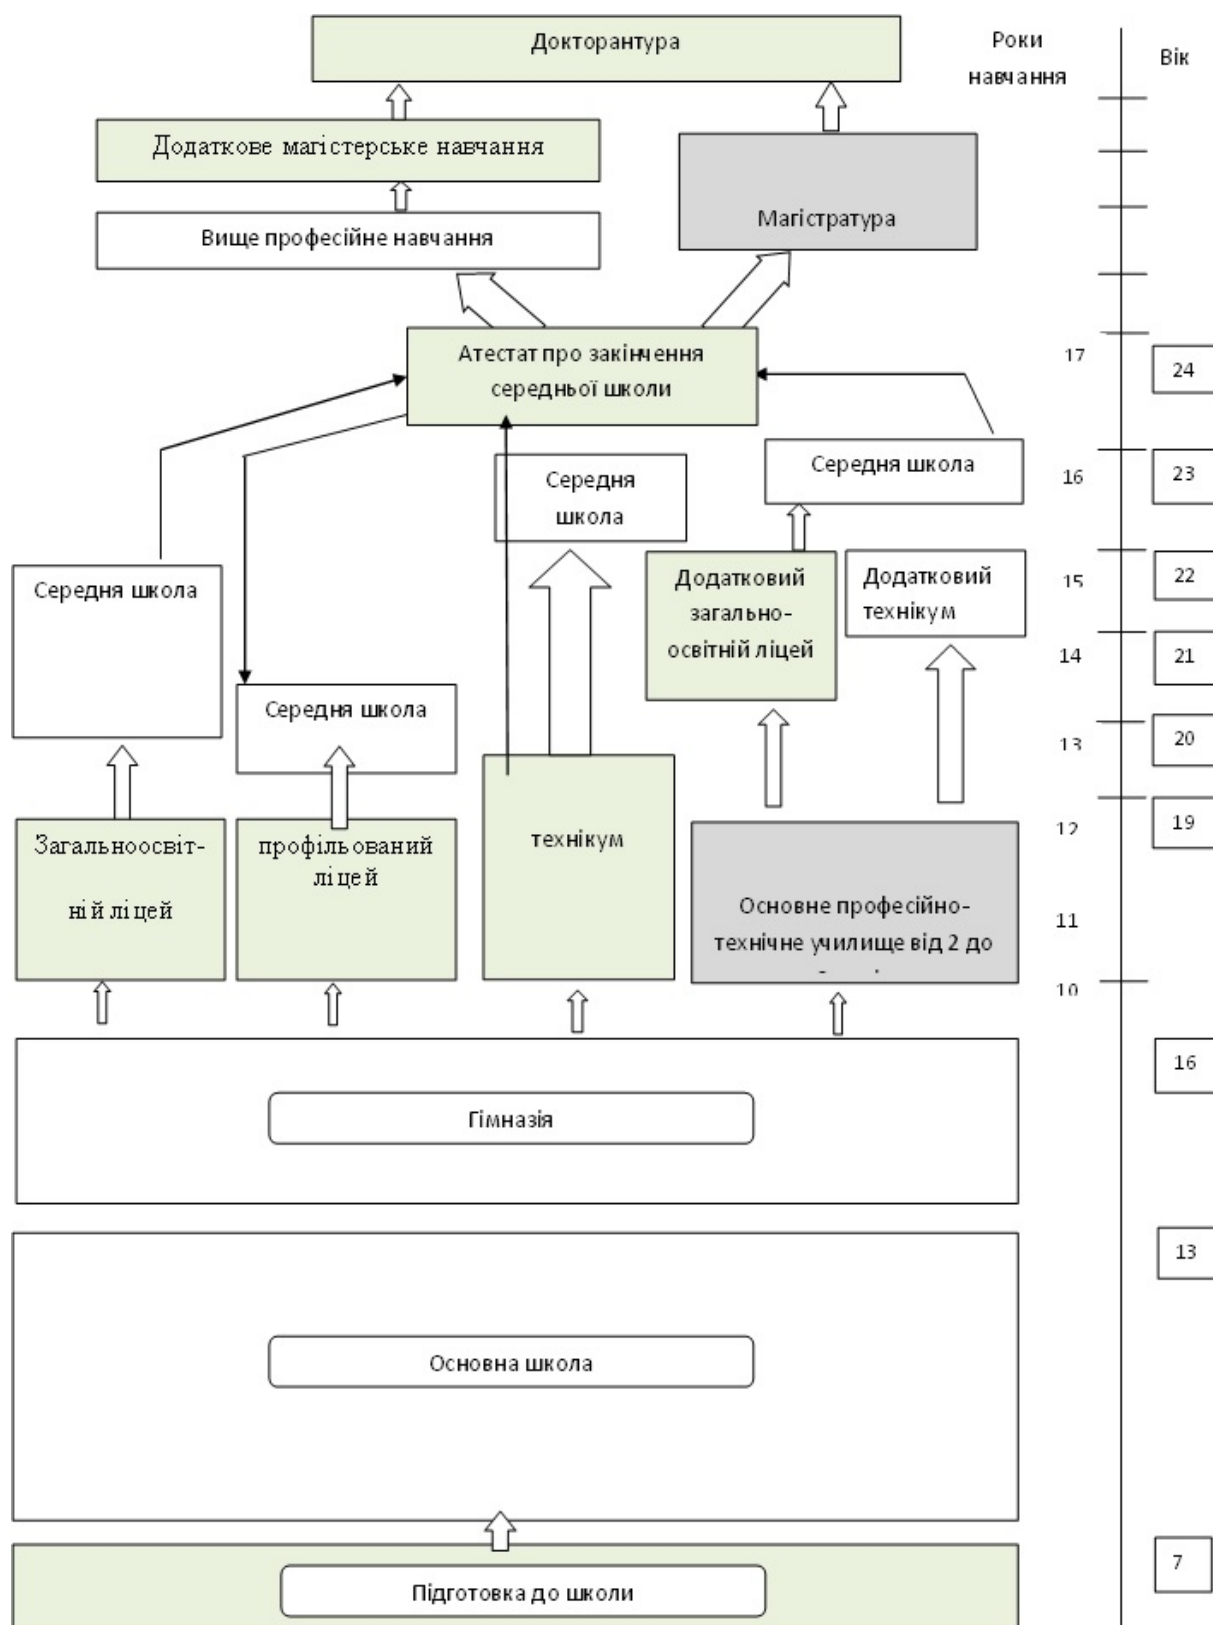 Докторантура
Роки
навчання
Вік
Додаткове магістерське навчання
Магістратура
Вище професійне навчання
Атестат про закінчення
середньої школи
17
24
Середня школа
16
23
Середня
школа
Середня школа
Додатковий
загально-
освітній ліцей
Додатковий
технікум
15
22
14
21
Середня школа
13
20
Загальноосвіт-
ній ліцей
профільований
ліцей
технікум
12
19
Основне професійно-
технічне училище від 2 до
11
10
16
Гімназія
13
Основна школа
7
Підготовка до школи